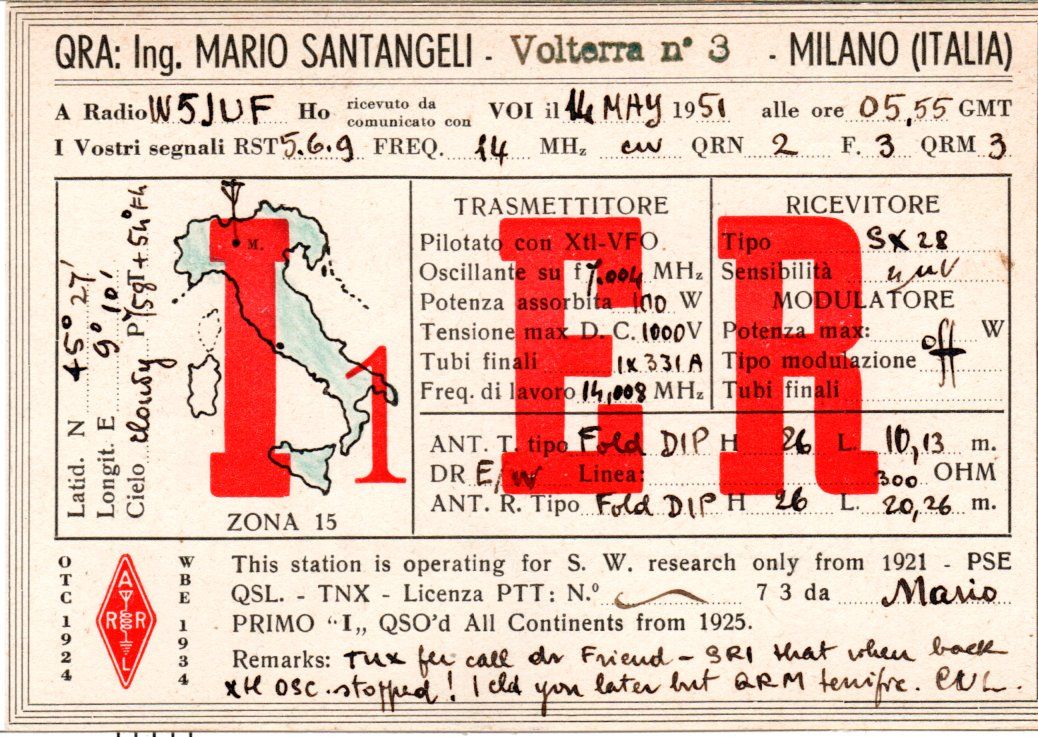 QRA: Ing. MARIO SANTANGELI - Volterra n° 3 - MILANO (ITALIA)
A Radio W5JUF Ho ricevuto da comunicato con VOI il 14 MAY 1951 alle ore 05,55 GMT
I Vostri segnali RST 5.6.9 FREQ. 14 MHz cw QRN 2 F. 3 QRM 3
Latid. N 45° 27'
Longit. E 9° 10'
Cielo cloudy P
M.
I1ER
ZONA 15
TRASMETTITORE
Pilotato con Xtl-VFO
Oscillante su f 7.004 MHz
Potenza assorbita 100 W
Tensione max D. C. 1000 V
Tubi finali 1x 331A
Freq. di lavoro 14,008 MHz
RICEVITORE
Tipo SX 28
Sensibilità
MODULATORE
Potenza max: W
Tipo modulazione off
Tubi finali
ANT. T. tipo Fold DIP H 26 L. 10,13 m.
DR E/W Linea: 300 OHM
ANT. R. Tipo Fold DIP H 26 L. 20,26 m.
OTC 1924
ARRL
WBE 1934
This station is operating for S. W. research only from 1921 - PSE
QSL. - TNX - Licenza PTT: N.° 73 da Mario
PRIMO "I„ QSO'd All Continents from 1925.
Remarks: Tnx fer call dr Friend - SRI that when back
xtl osc. stopped! I cld you later but QRM terrific. CUL.